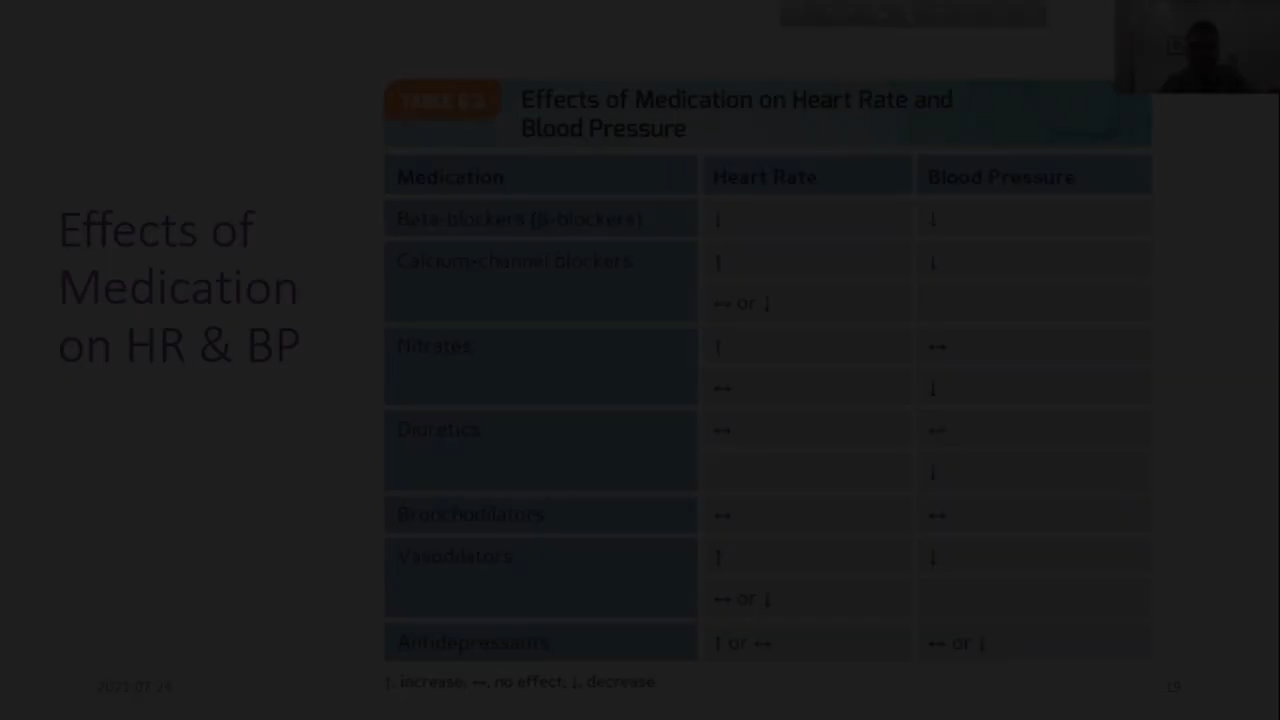 Effects of
Medication
on HR & BP
Effects of Medication on Heart Rate and
Blood Pressure
Medication Heart Rate Blood Pressure
Beta-blockers (β-blockers) ↓ ↓
Calcium-channel blockers ↑ ↓
↔ or ↓
Nitrates ↑ ↔
↔ ↓
Diuretics ↔ ↔
↓
Bronchodilators ↔ ↔
Vasodilators ↑ ↓
↔ or ↓
Antidepressants ↑ or ↔ ↔ or ↓
↑, increase; ↔, no effect; ↓, decrease
19